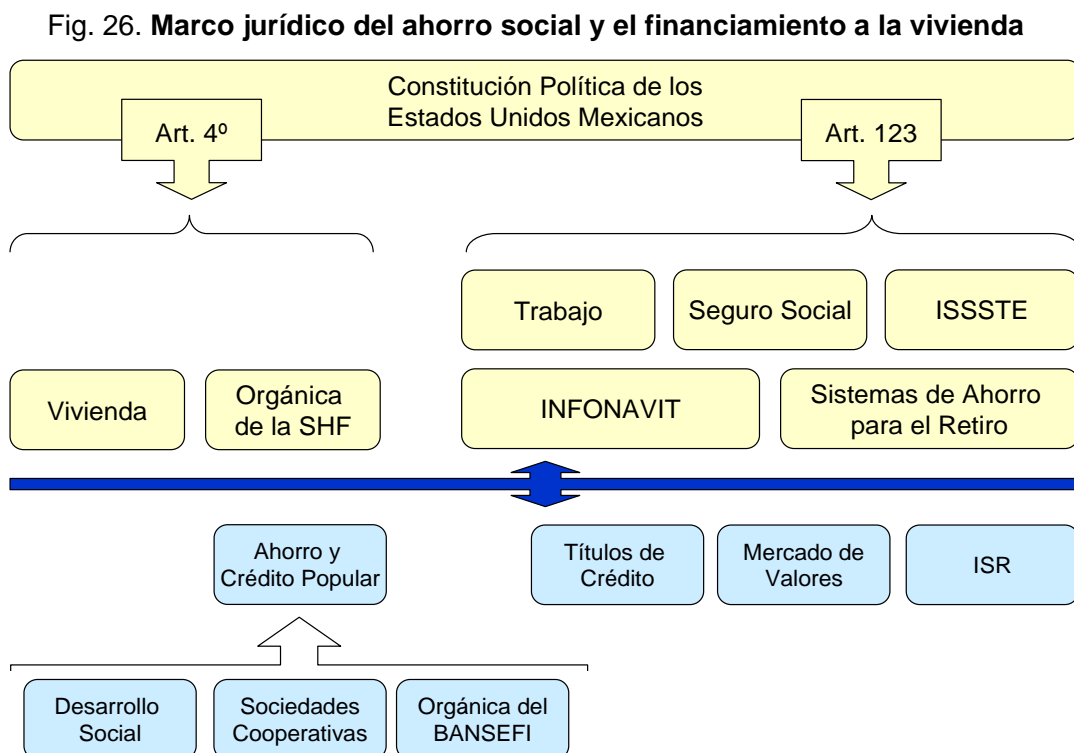 Fig. 26. Marco jurídico del ahorro social y el financiamiento a la vivienda
Constitución Política de los
Estados Unidos Mexicanos
Art. 4º
Art. 123
Trabajo
Seguro Social
ISSSTE
Vivienda
Orgánica
de la SHF
INFONAVIT
Sistemas de Ahorro
para el Retiro
Ahorro y
Crédito Popular
Títulos de
Crédito
Mercado de
Valores
ISR
Desarrollo
Social
Sociedades
Cooperativas
Orgánica del
BANSEFI